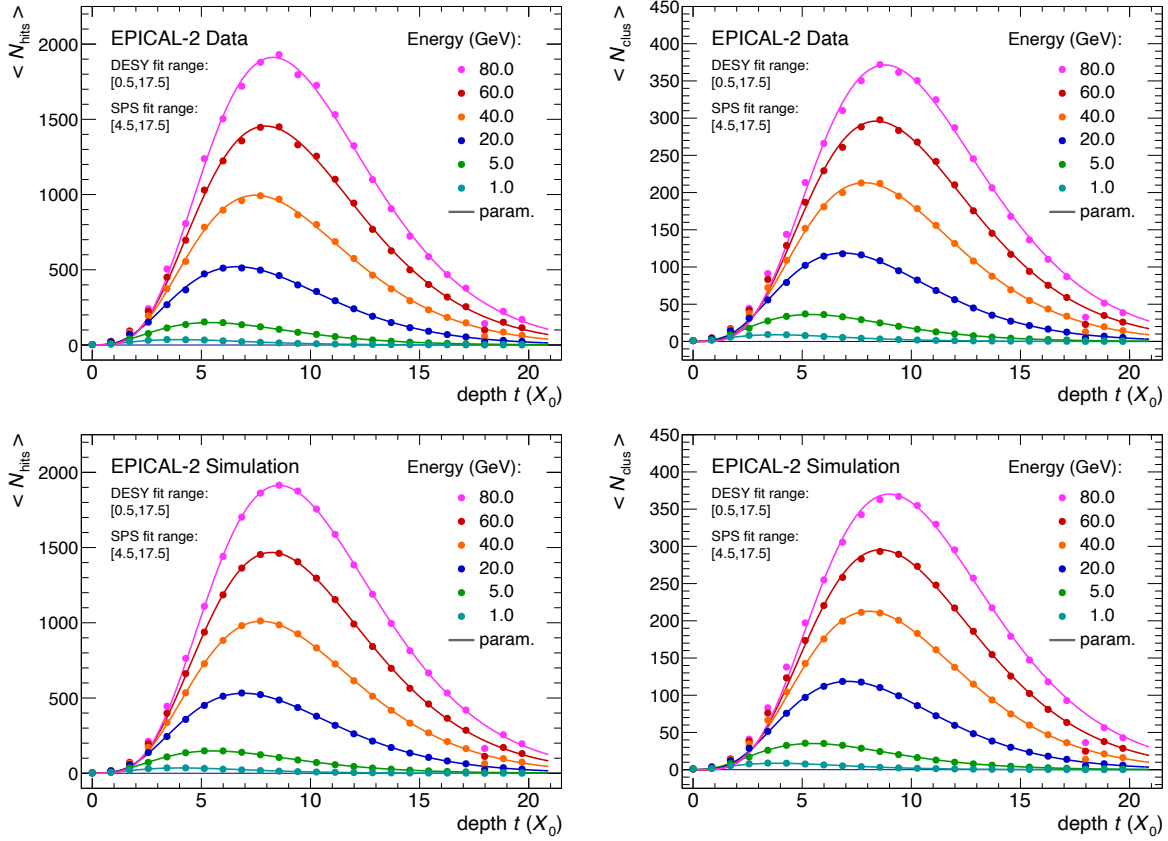 < N_hits >
2000
1500
1000
500
0
EPICAL-2 Data
DESY fit range:
[0.5,17.5]
SPS fit range:
[4.5,17.5]
Energy (GeV):
80.0
60.0
40.0
20.0
5.0
1.0
param.
0 5 10 15 20
depth t (X_0)
< N_clus >
450
400
350
300
250
200
150
100
50
0
EPICAL-2 Data
DESY fit range:
[0.5,17.5]
SPS fit range:
[4.5,17.5]
Energy (GeV):
80.0
60.0
40.0
20.0
5.0
1.0
param.
0 5 10 15 20
depth t (X_0)
< N_hits >
2000
1500
1000
500
0
EPICAL-2 Simulation
DESY fit range:
[0.5,17.5]
SPS fit range:
[4.5,17.5]
Energy (GeV):
80.0
60.0
40.0
20.0
5.0
1.0
param.
0 5 10 15 20
depth t (X_0)
< N_clus >
450
400
350
300
250
200
150
100
50
0
EPICAL-2 Simulation
DESY fit range:
[0.5,17.5]
SPS fit range:
[4.5,17.5]
Energy (GeV):
80.0
60.0
40.0
20.0
5.0
1.0
param.
0 5 10 15 20
depth t (X_0)